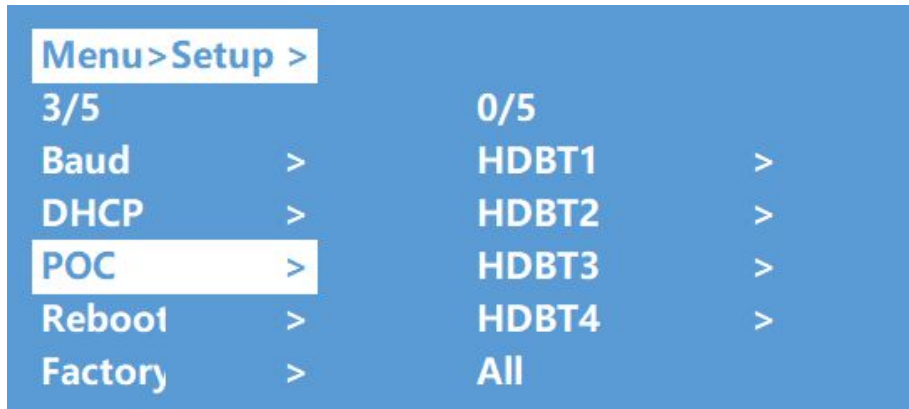 Menu>Setup >
3/5 0/5
Baud > HDBT1 >
DHCP > HDBT2 >
POC > HDBT3 >
Reboot > HDBT4 >
Factory > All